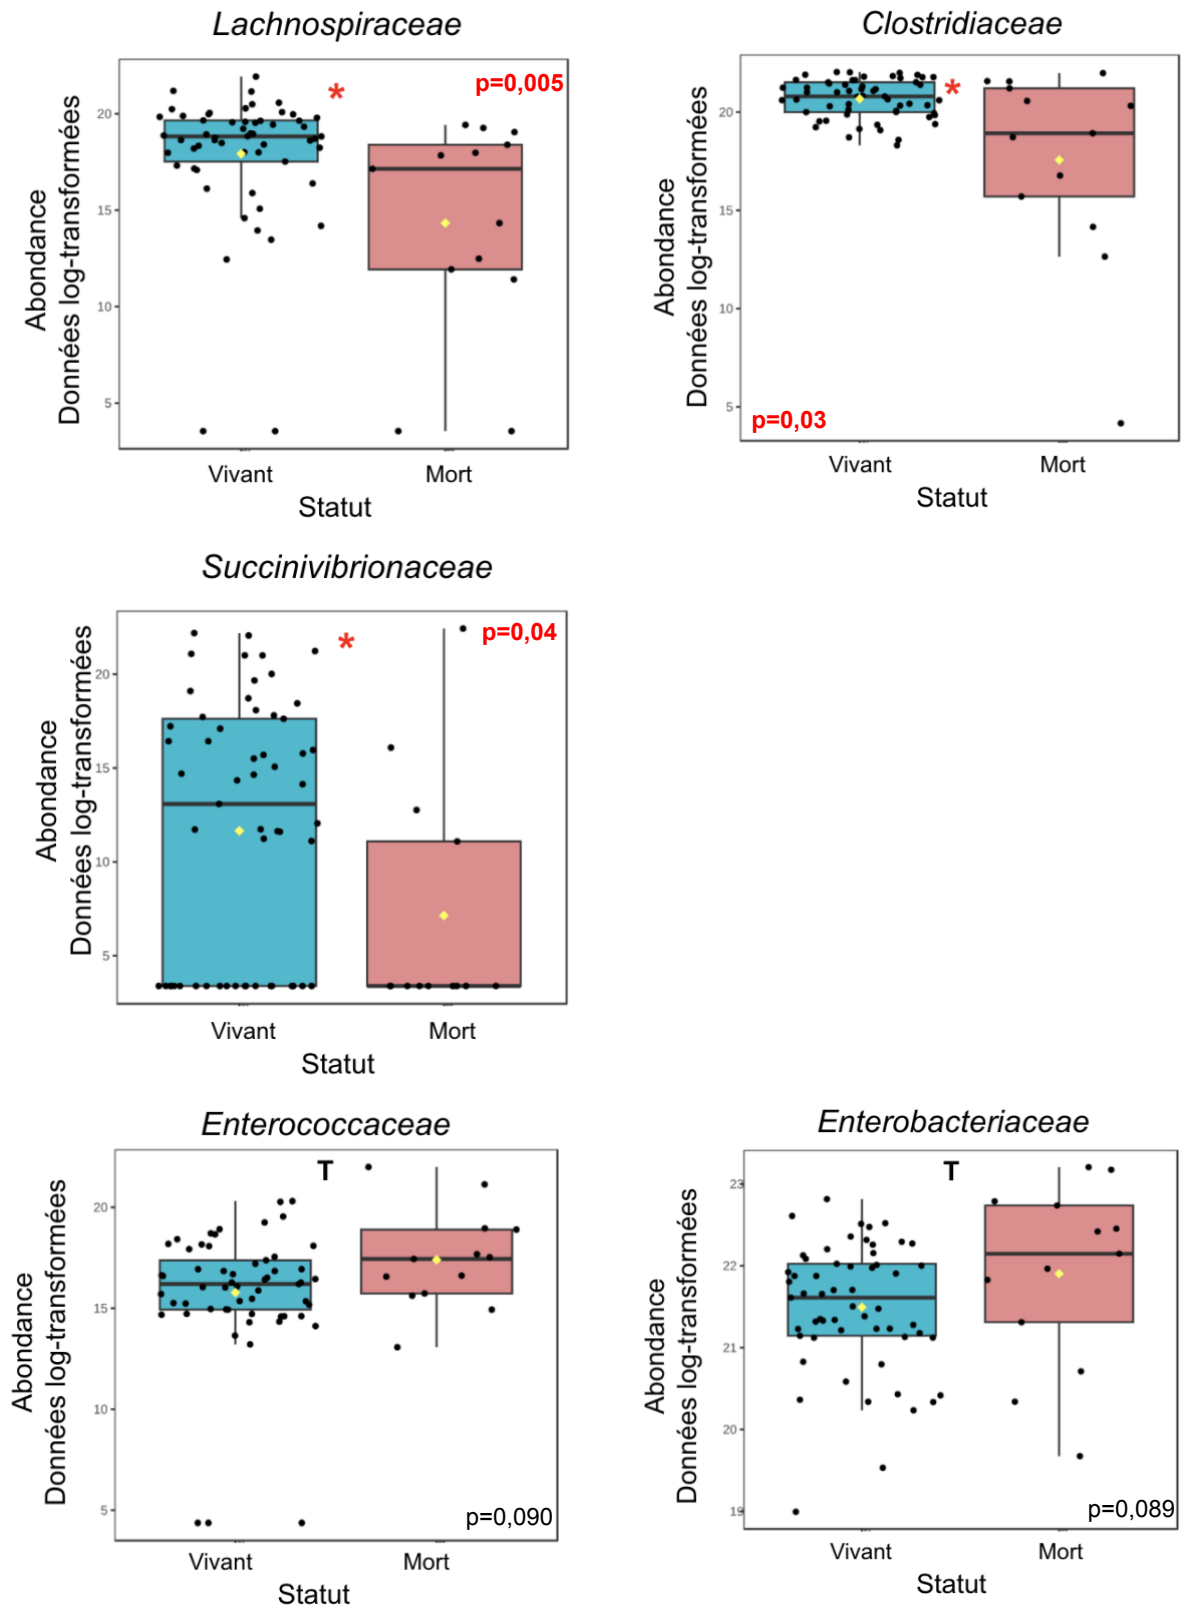 Lachnospiraceae
p=0,005
*
Abondance
Données log-transformées
20
15
10
5
Vivant
Mort
Statut
Clostridiaceae
*
Abondance
Données log-transformées
20
15
10
5
p=0,03
Vivant
Mort
Statut
Succinivibrionaceae
p=0,04
*
Abondance
Données log-transformées
20
15
10
5
Vivant
Mort
Statut
Enterococcaceae
T
Abondance
Données log-transformées
20
15
10
5
p=0,090
Vivant
Mort
Statut
Enterobacteriaceae
T
Abondance
Données log-transformées
23
22
21
20
19
p=0,089
Vivant
Mort
Statut